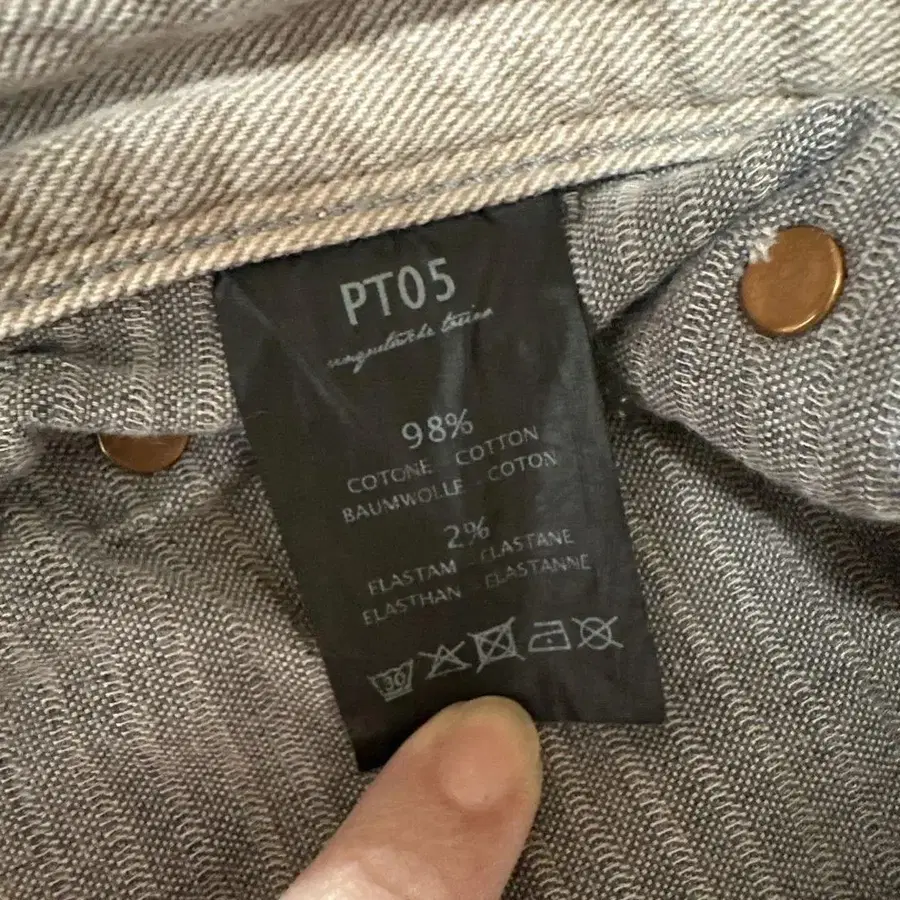 PT05
98%
COTONE - COTTON
BAUMWOLLE - COTON
2%
ELASTAM - ELASTANE
ELASTHAN - ELASTANNE
30